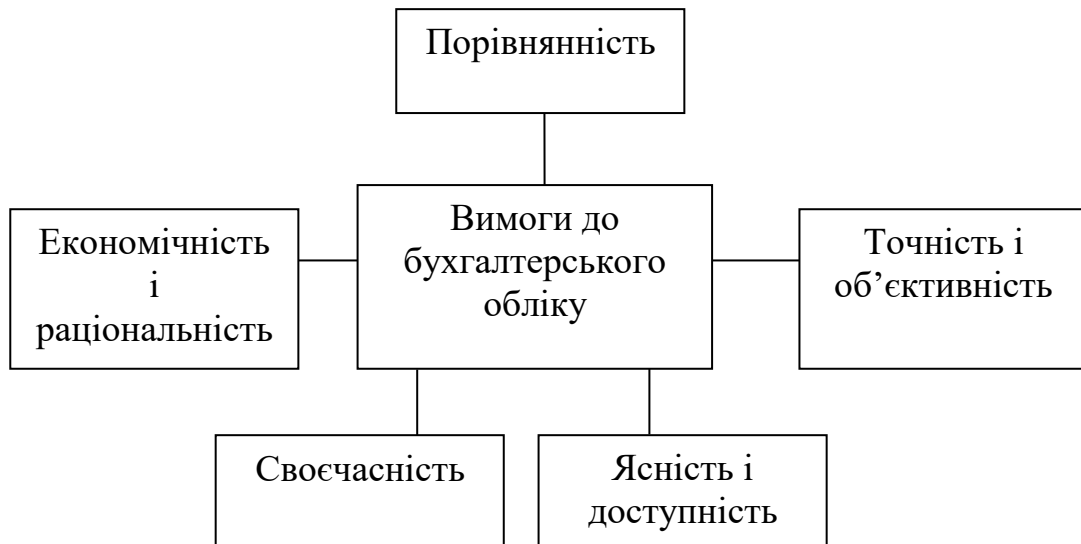 Порівнянність
Економічність
і
раціональність
Вимоги до
бухгалтерського
обліку
Точність і
об’єктивність
Своєчасність
Ясність і
доступність